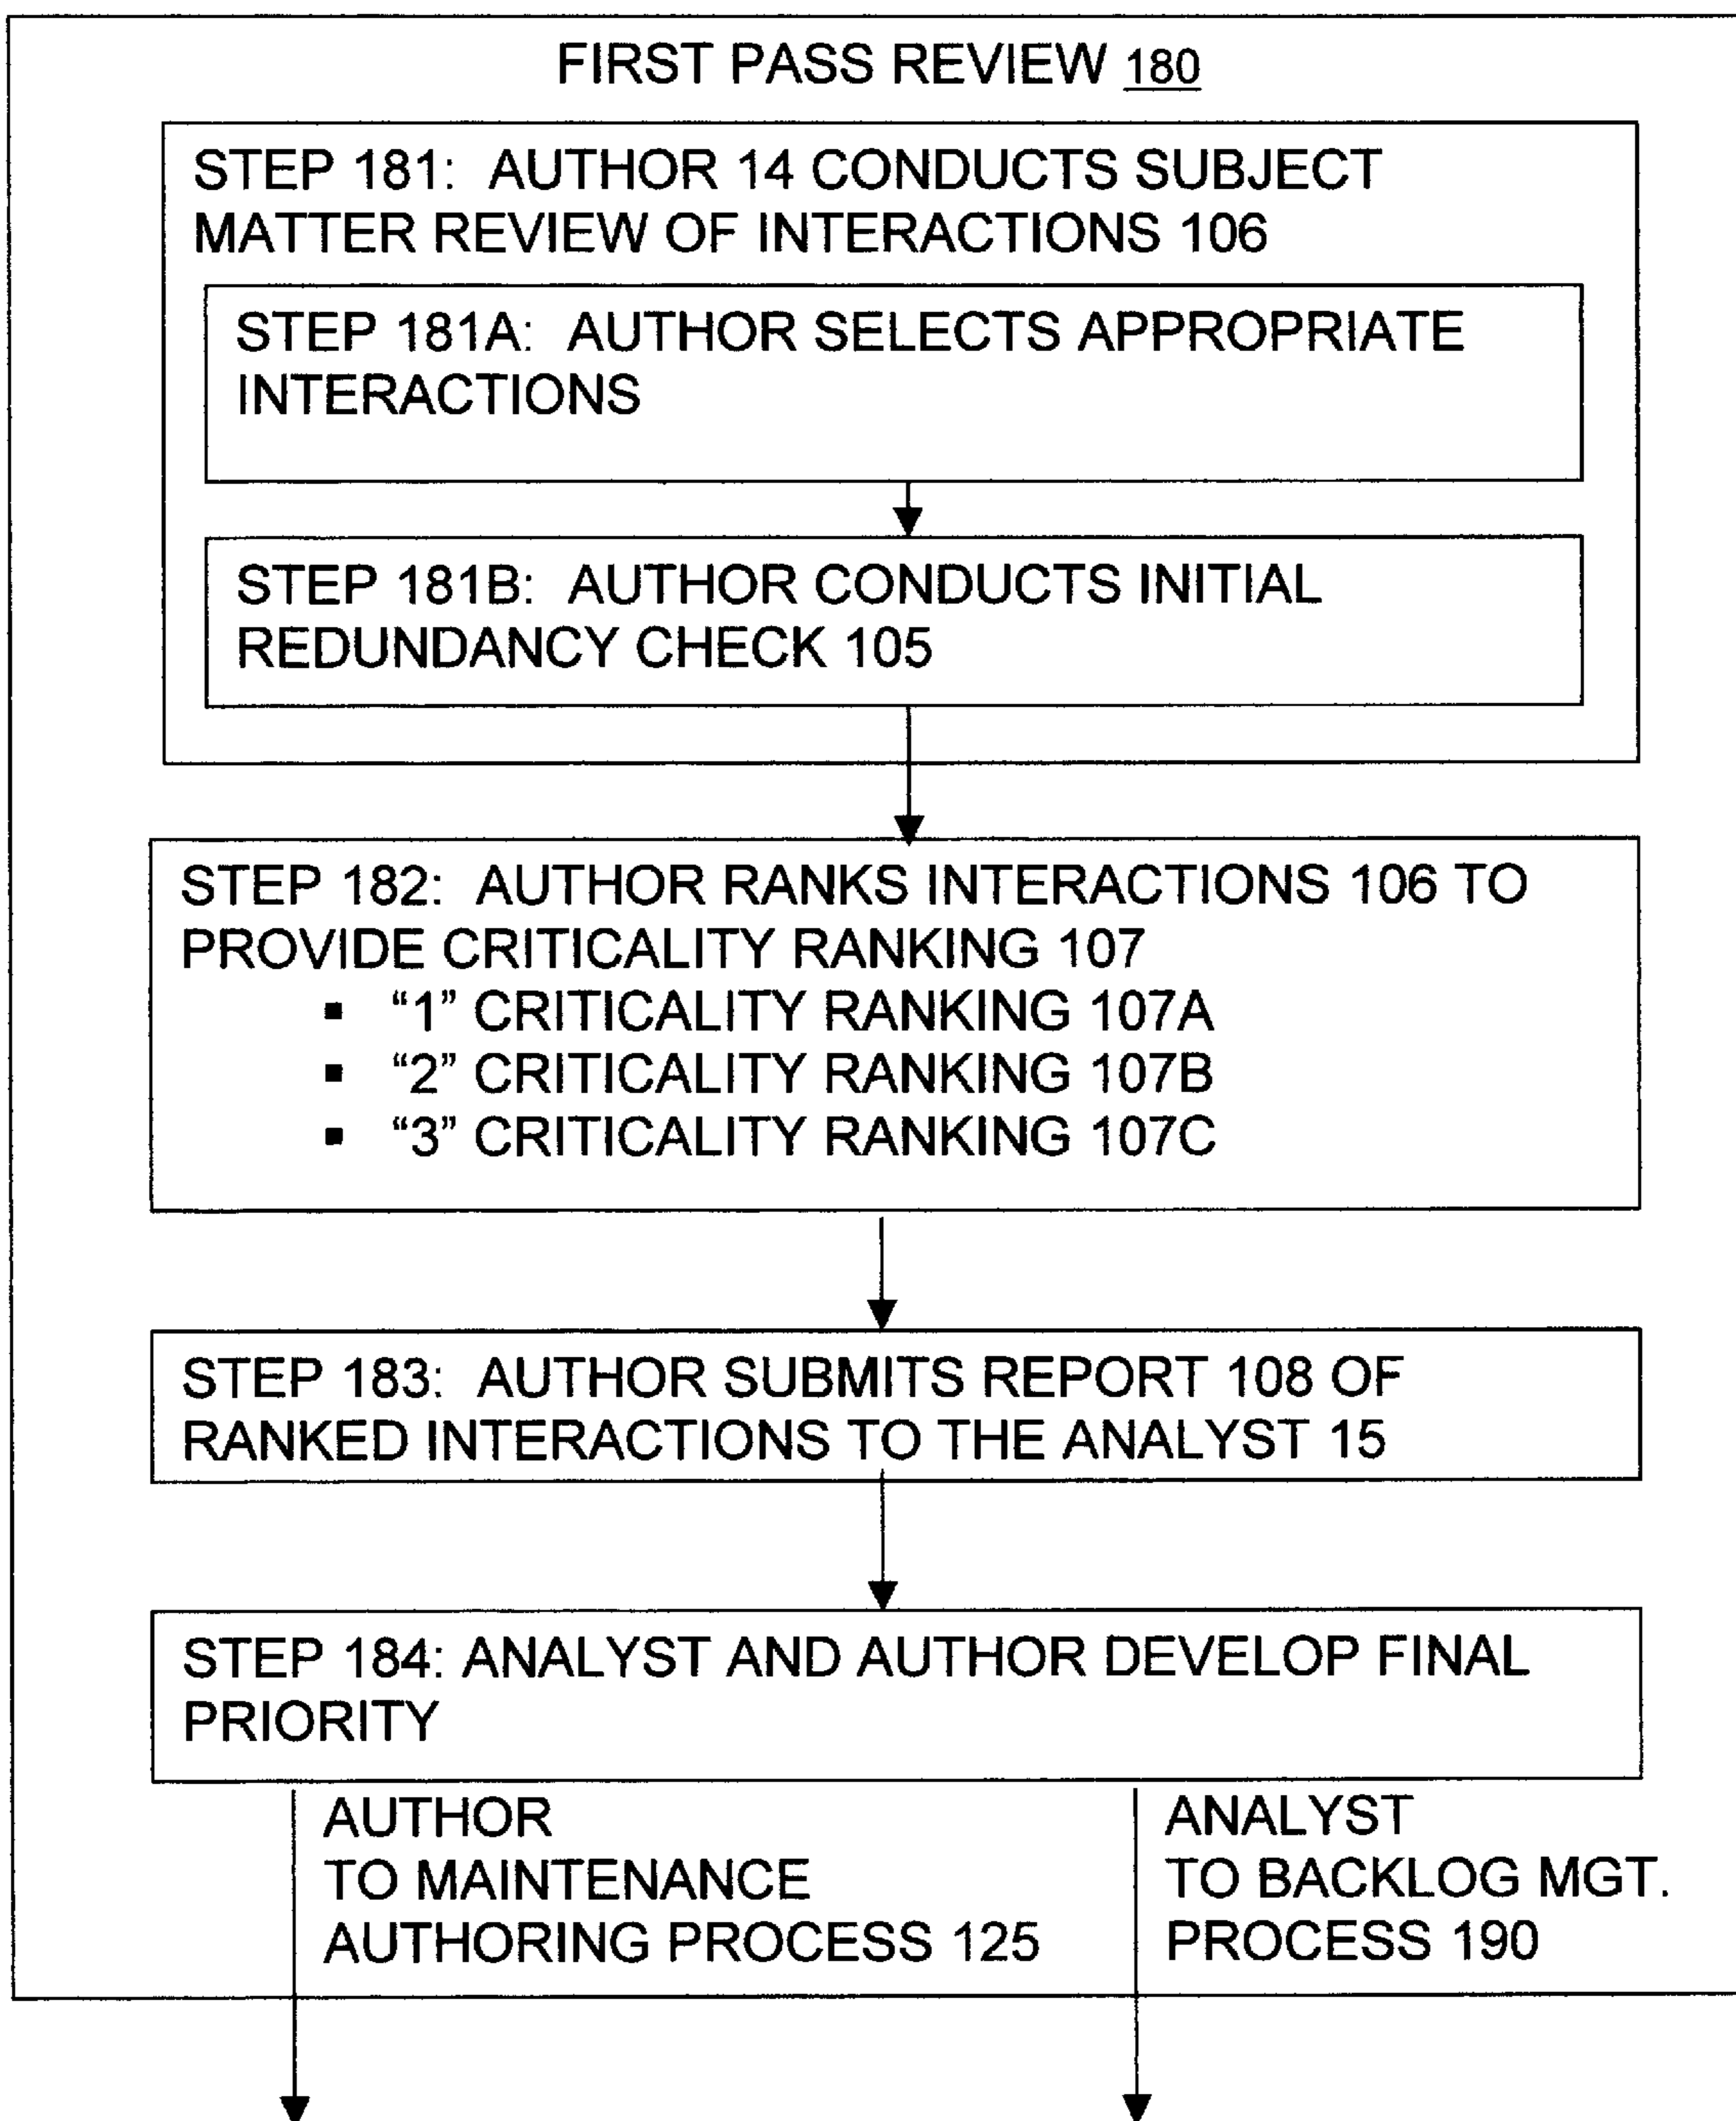 FIRST PASS REVIEW 180
STEP 181: AUTHOR 14 CONDUCTS SUBJECT
MATTER REVIEW OF INTERACTIONS 106
STEP 181A: AUTHOR SELECTS APPROPRIATE
INTERACTIONS
STEP 181B: AUTHOR CONDUCTS INITIAL
REDUNDANCY CHECK 105
STEP 182: AUTHOR RANKS INTERACTIONS 106 TO
PROVIDE CRITICALITY RANKING 107
▪ “1” CRITICALITY RANKING 107A
▪ “2” CRITICALITY RANKING 107B
▪ “3” CRITICALITY RANKING 107C
STEP 183: AUTHOR SUBMITS REPORT 108 OF
RANKED INTERACTIONS TO THE ANALYST 15
STEP 184: ANALYST AND AUTHOR DEVELOP FINAL
PRIORITY
AUTHOR
TO MAINTENANCE
AUTHORING PROCESS 125
ANALYST
TO BACKLOG MGT.
PROCESS 190